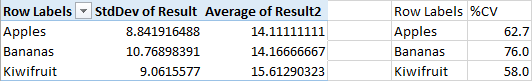 Row Labels StdDev of Result Average of Result2 Row Labels %CV
Apples 8.841916488 14.11111111 Apples 62.7
Bananas 10.76898391 14.16666667 Bananas 76.0
Kiwifruit 9.0615577 15.61290323 Kiwifruit 58.0